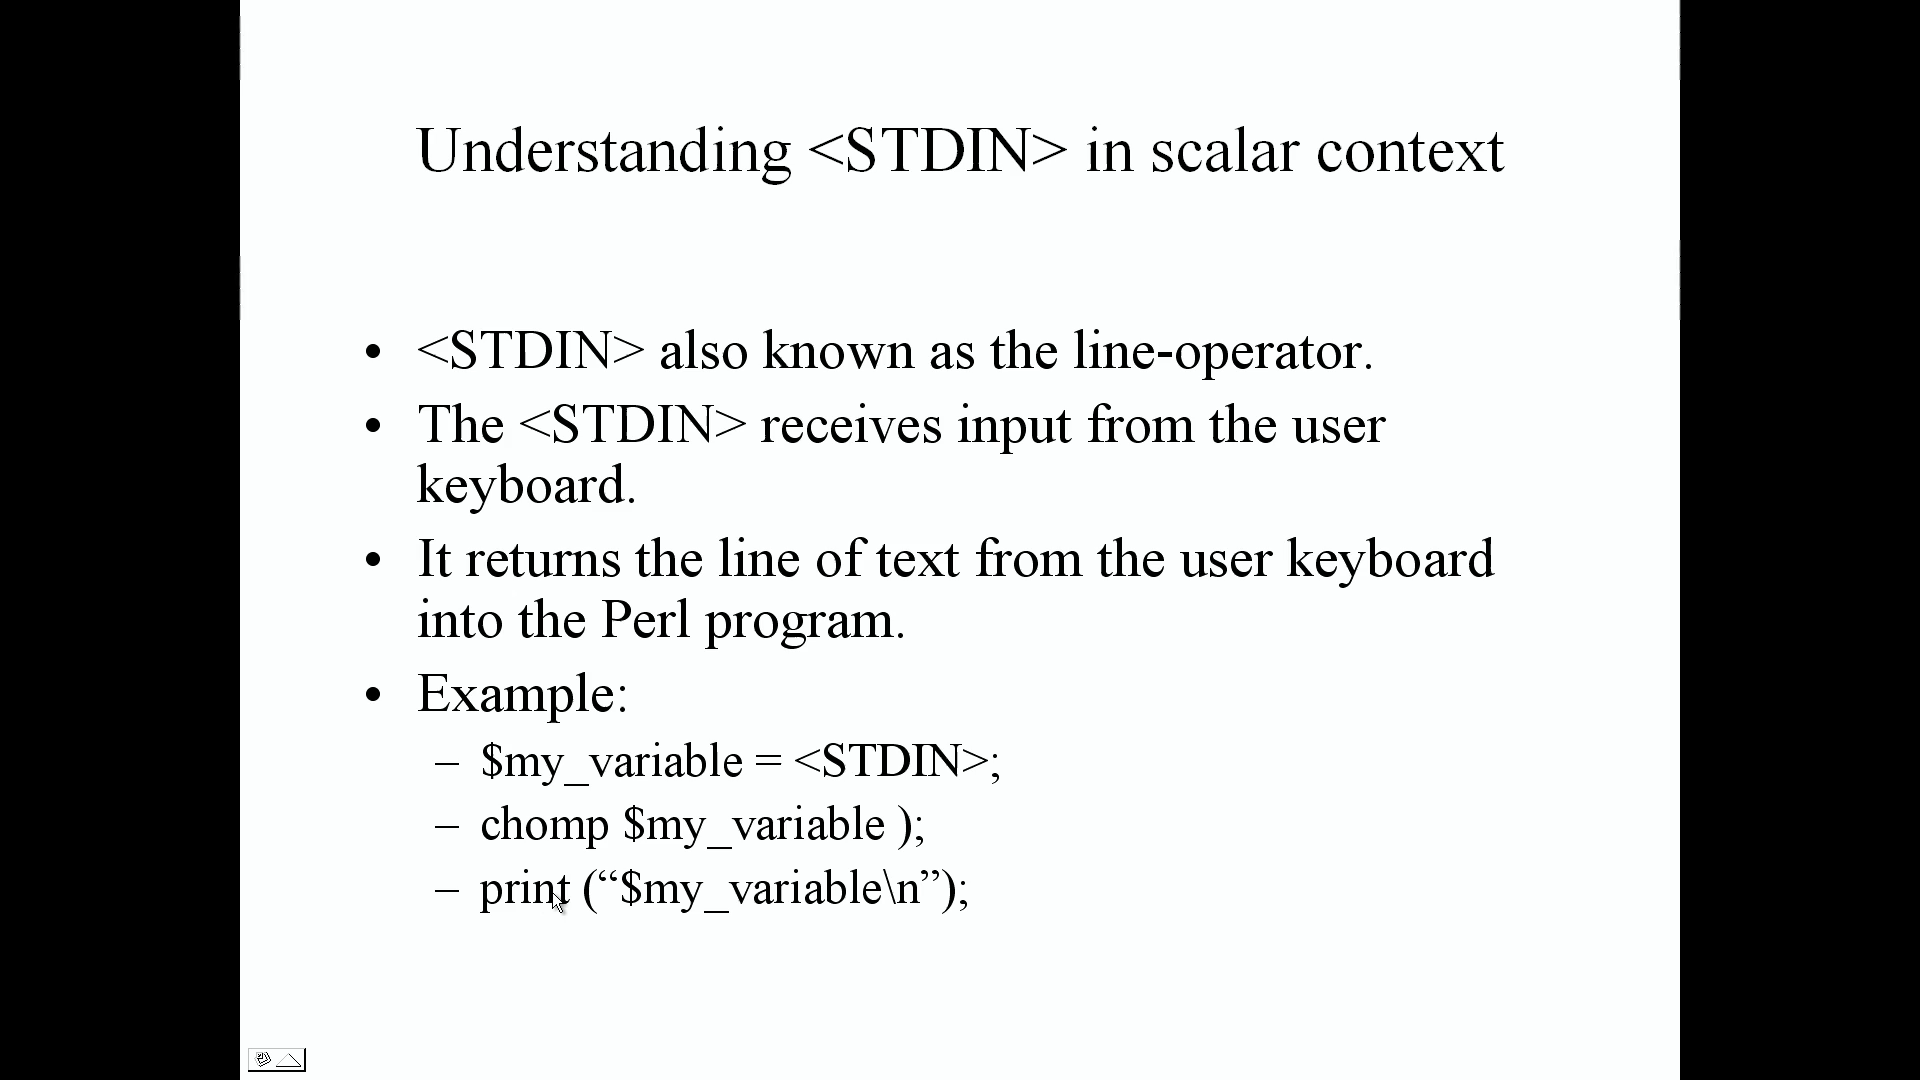 Understanding <STDIN> in scalar context
• <STDIN> also known as the line-operator.
• The <STDIN> receives input from the user
keyboard.
• It returns the line of text from the user keyboard
into the Perl program.
• Example:
– $my_variable = <STDIN>;
– chomp $my_variable );
– print (“$my_variable\n”);